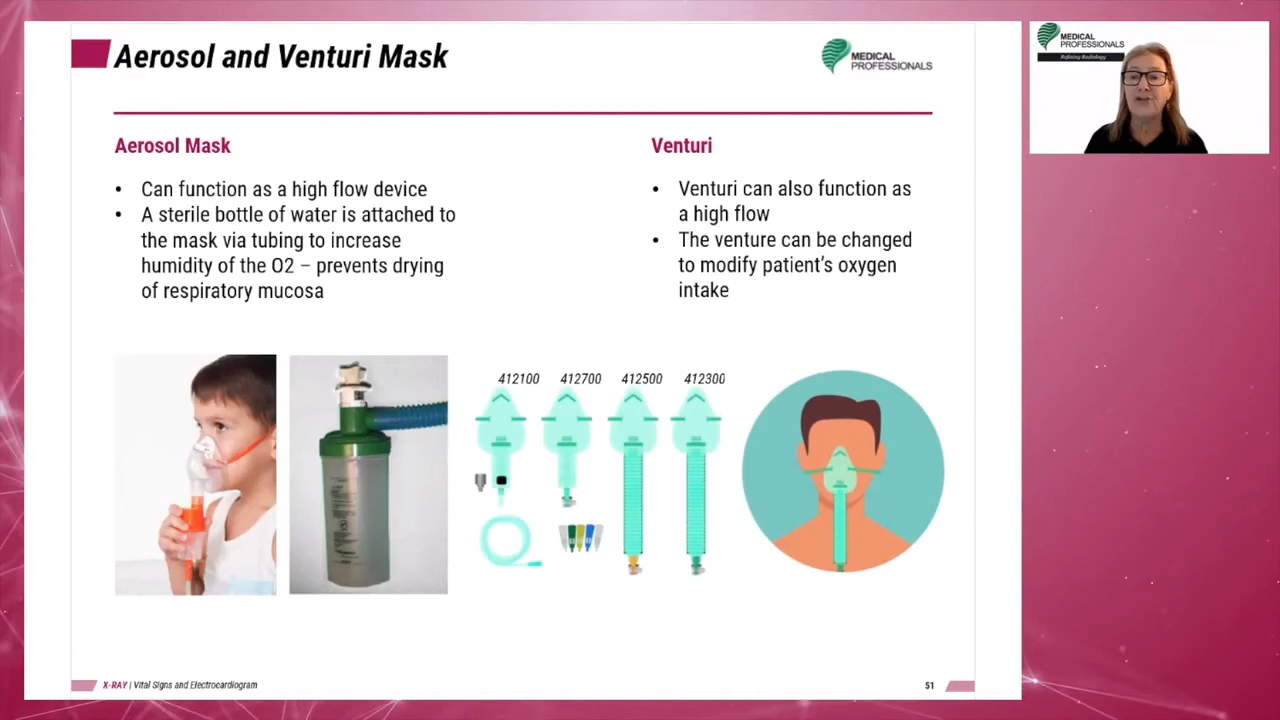 Aerosol and Venturi Mask
MEDICAL
PROFESSIONALS
MEDICAL
PROFESSIONALS
Refining Radiology
Aerosol Mask
• Can function as a high flow device
• A sterile bottle of water is attached to
the mask via tubing to increase
humidity of the O2 – prevents drying
of respiratory mucosa
Venturi
• Venturi can also function as
a high flow
• The venture can be changed
to modify patient's oxygen
intake
412100
412700
412500
412300
X-RAY | Vital Signs and Electrocardiogram
51